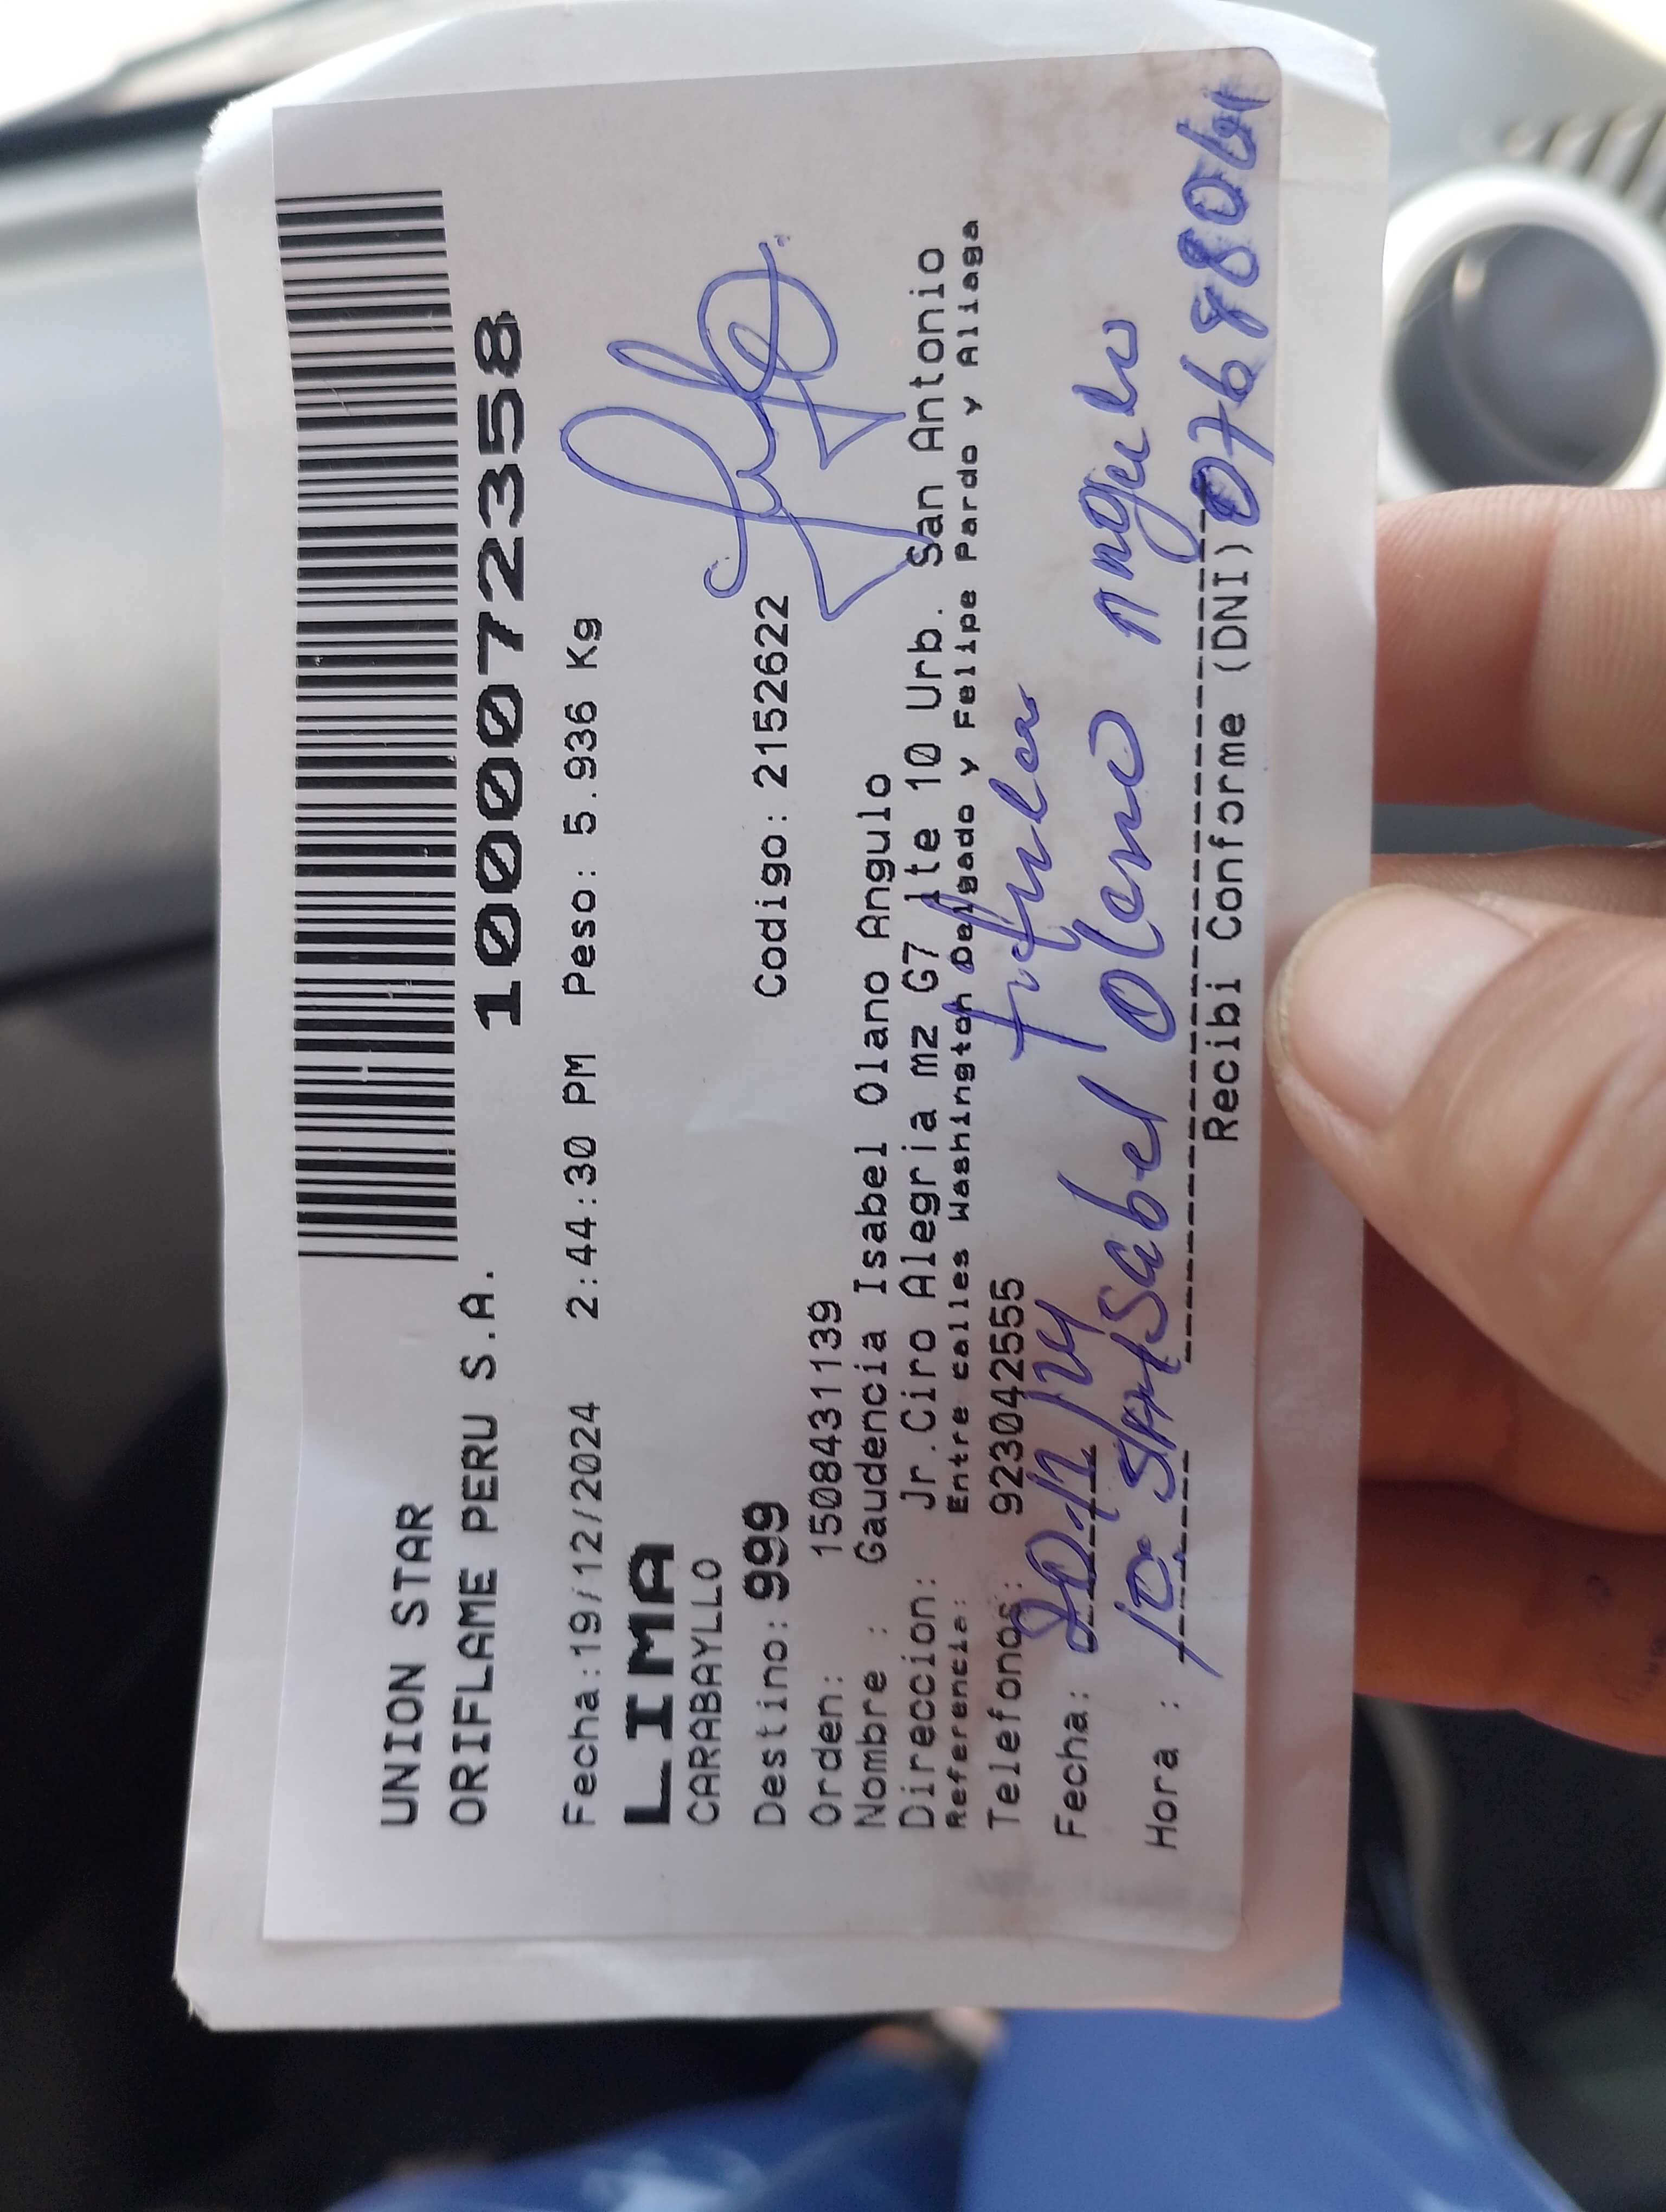 UNION STAR
ORIFLAME PERU S.A.
1000072358
Fecha:19/12/2024 2:44:30 PM Peso: 5.936 Kg
LIMA
CARABAYLLO
Destino: 999 Codigo: 2152622
Orden: 1508431139
Nombre : Gaudencia Isabel Olano Angulo
Direccion: Jr.Ciro Alegria mz G7 lte 10 Urb. San Antonio
Referencia: Entre calles Washington Delgado y Felipe Pardo y Aliaga
Telefonos: 923042555
titular
Fecha: 20/12/24
Isabel Olano Angulo
Hora : 10
Recibi Conforme (DNI)